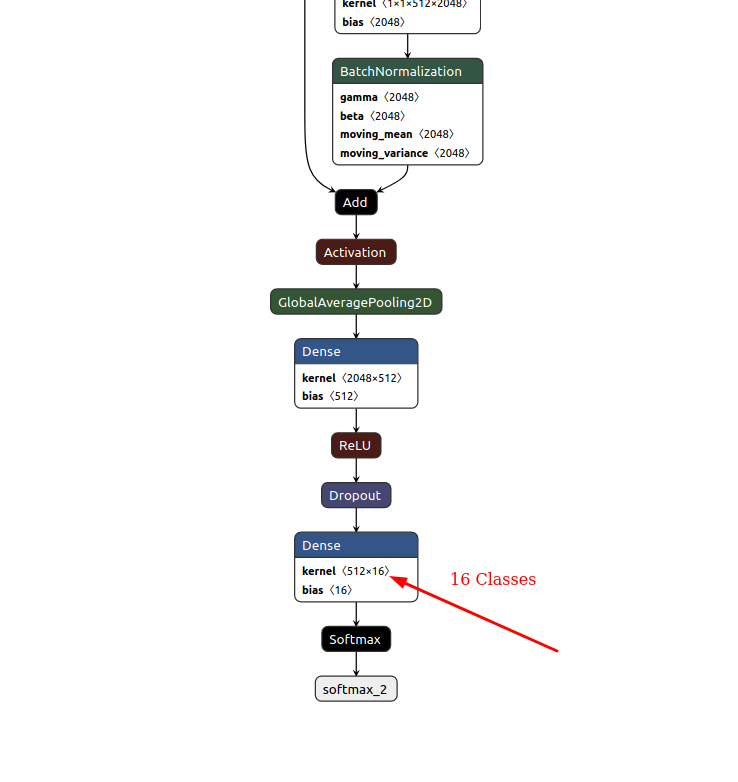 kernel 〈1×1×512×2048〉
bias 〈2048〉
BatchNormalization
gamma 〈2048〉
beta 〈2048〉
moving_mean 〈2048〉
moving_variance 〈2048〉
Add
Activation
GlobalAveragePooling2D
Dense
kernel 〈2048×512〉
bias 〈512〉
ReLU
Dropout
Dense
kernel 〈512×16〉
16 Classes
bias 〈16〉
Softmax
softmax_2